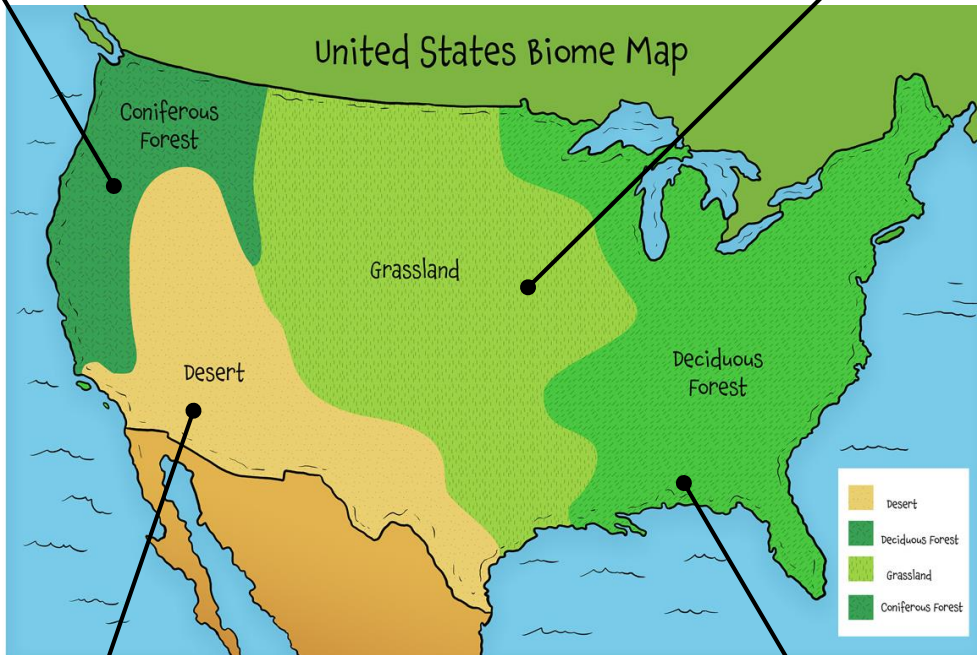 United States Biome Map
Coniferous
Forest
Grassland
Deciduous
Forest
Desert
Desert
Deciduous Forest
Grassland
Coniferous Forest